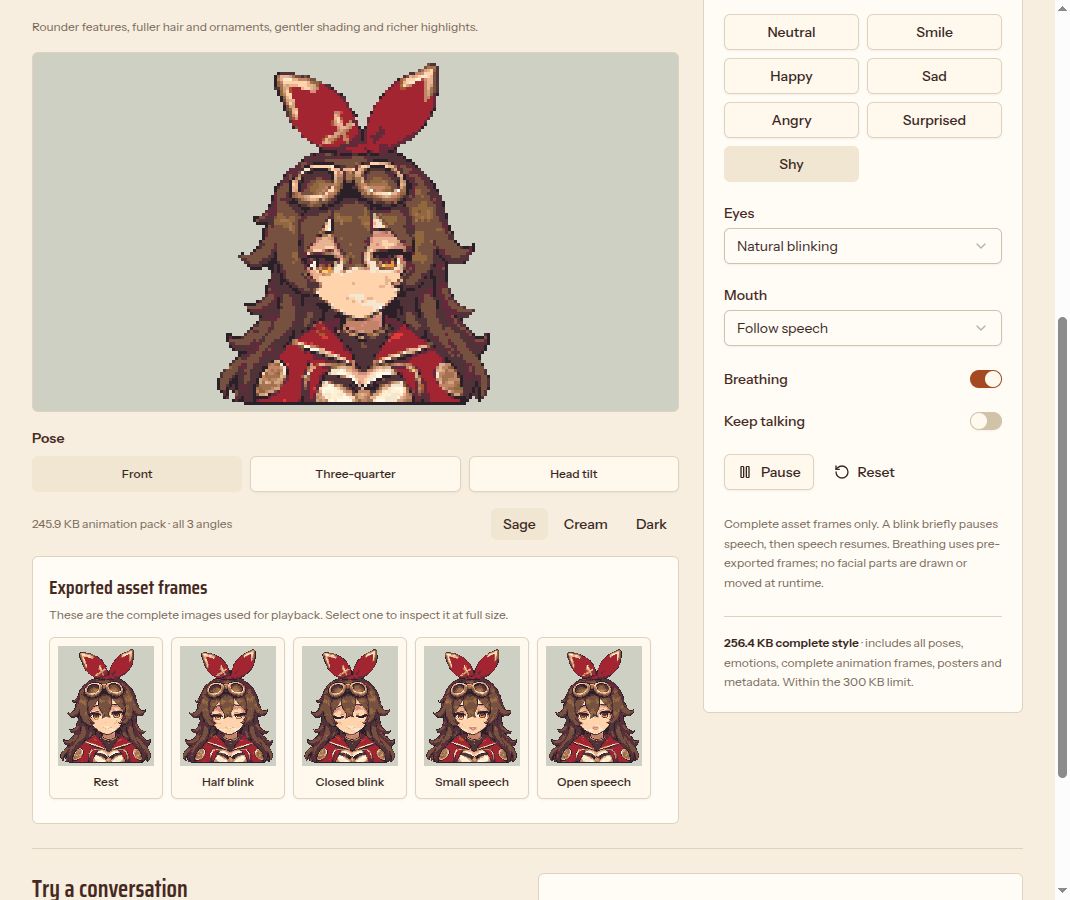 Rounder features, fuller hair and ornaments, gentler shading and richer highlights.
Pose
Front
Three-quarter
Head tilt
245.9 KB animation pack · all 3 angles
Sage
Cream
Dark
Exported asset frames
These are the complete images used for playback. Select one to inspect it at full size.
Rest
Half blink
Closed blink
Small speech
Open speech
Neutral
Smile
Happy
Sad
Angry
Surprised
Shy
Eyes
Natural blinking
Mouth
Follow speech
Breathing
Keep talking
Pause
Reset
Complete asset frames only. A blink briefly pauses
speech, then speech resumes. Breathing uses pre-
exported frames; no facial parts are drawn or
moved at runtime.
256.4 KB complete style · includes all poses,
emotions, complete animation frames, posters and
metadata. Within the 300 KB limit.
Try a conversation